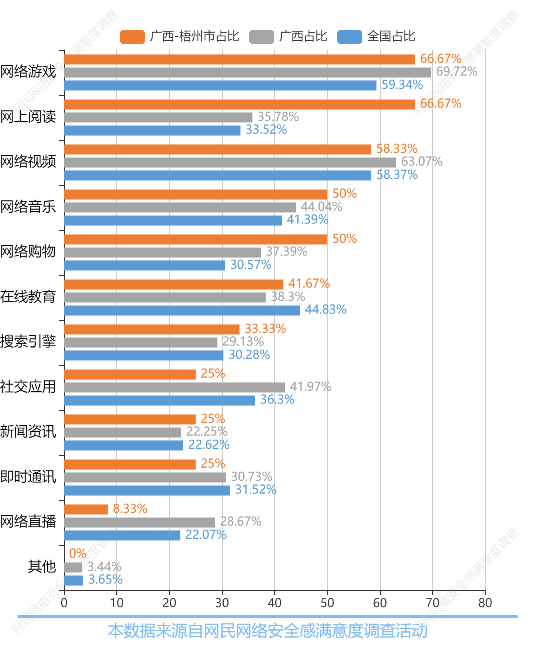 广西-梧州市占比 广西占比 全国占比
网络游戏 66.67% 69.72% 59.34%
网上阅读 66.67% 35.78% 33.52%
网络视频 58.33% 63.07% 58.37%
网络音乐 50% 44.04% 41.39%
网络购物 50% 37.39% 30.57%
在线教育 41.67% 38.3% 44.83%
搜索引擎 33.33% 29.13% 30.28%
社交应用 25% 41.97% 36.3%
新闻资讯 25% 22.25% 22.62%
即时通讯 25% 30.73% 31.52%
网络直播 8.33% 28.67% 22.07%
其他 0% 3.44% 3.65%
0 10 20 30 40 50 60 70 80
本数据来源自网民网络安全感满意度调查活动